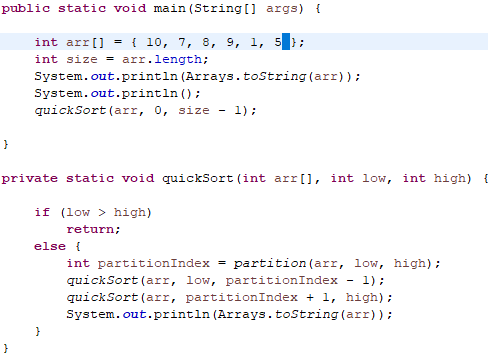 public static void main(String[] args) {
int arr[] = { 10, 7, 8, 9, 1, 5 };
int size = arr.length;
System.out.println(Arrays.toString(arr));
System.out.println();
quickSort(arr, 0, size - 1);
}
private static void quickSort(int arr[], int low, int high) {
if (low > high)
return;
else {
int partitionIndex = partition(arr, low, high);
quickSort(arr, low, partitionIndex - 1);
quickSort(arr, partitionIndex + 1, high);
System.out.println(Arrays.toString(arr));
}
}